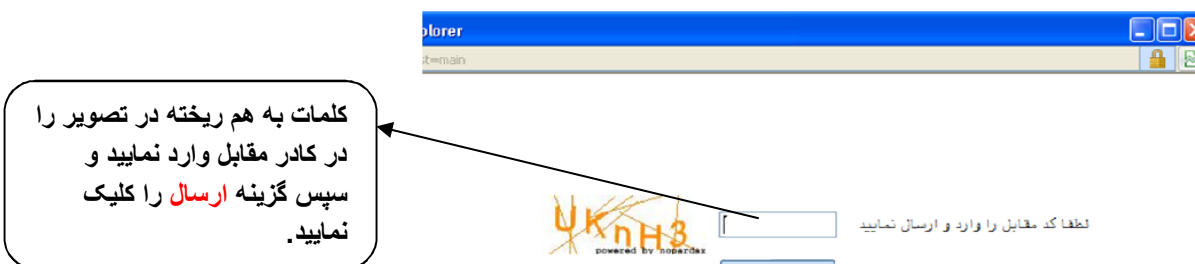 plorer
st=main
کلمات به هم ریخته در تصویر را
در کادر مقابل وارد نمایید و
سپس گزینه ارسال را کلیک
نمایید.
UKnH3
powered by nopardax
لطفا کد مقابل را وارد و ارسال نمایید